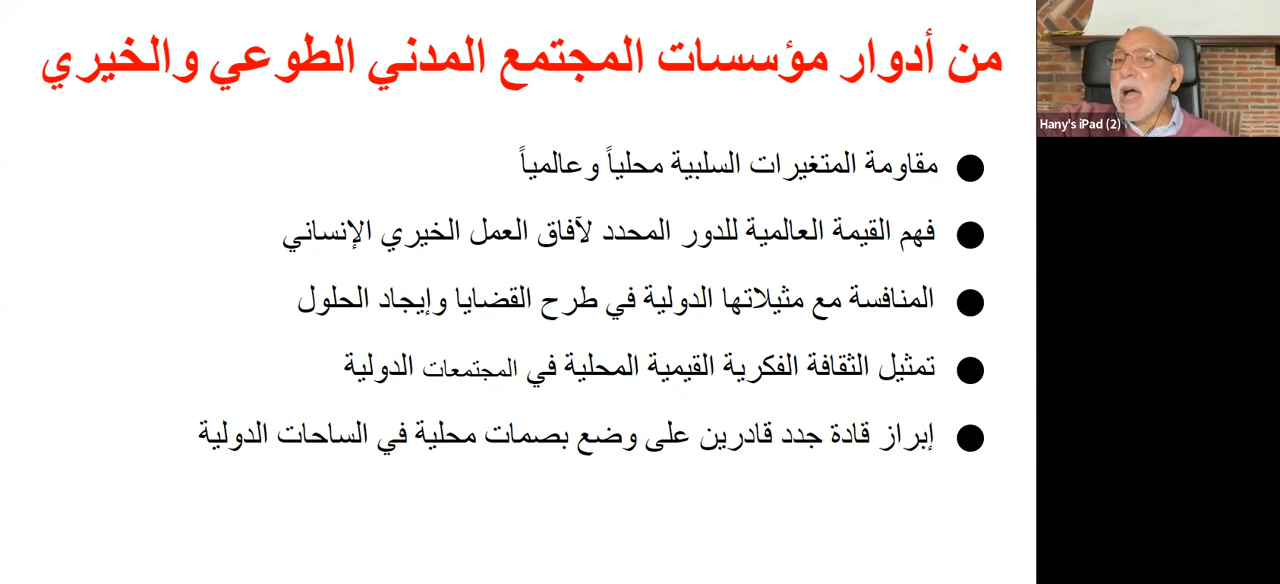 من أدوار مؤسسات المجتمع المدني الطوعي والخيري
● مقاومة المتغيرات السلبية محلياً وعالمياً
● فهم القيمة العالمية للدور المحدد لآفاق العمل الخيري الإنساني
● المنافسة مع مثيلاتها الدولية في طرح القضايا وإيجاد الحلول
● تمثيل الثقافة الفكرية القيمية المحلية في المجتمعات الدولية
● إبراز قادة جدد قادرين على وضع بصمات محلية في الساحات الدولية
Hany's iPad (2)